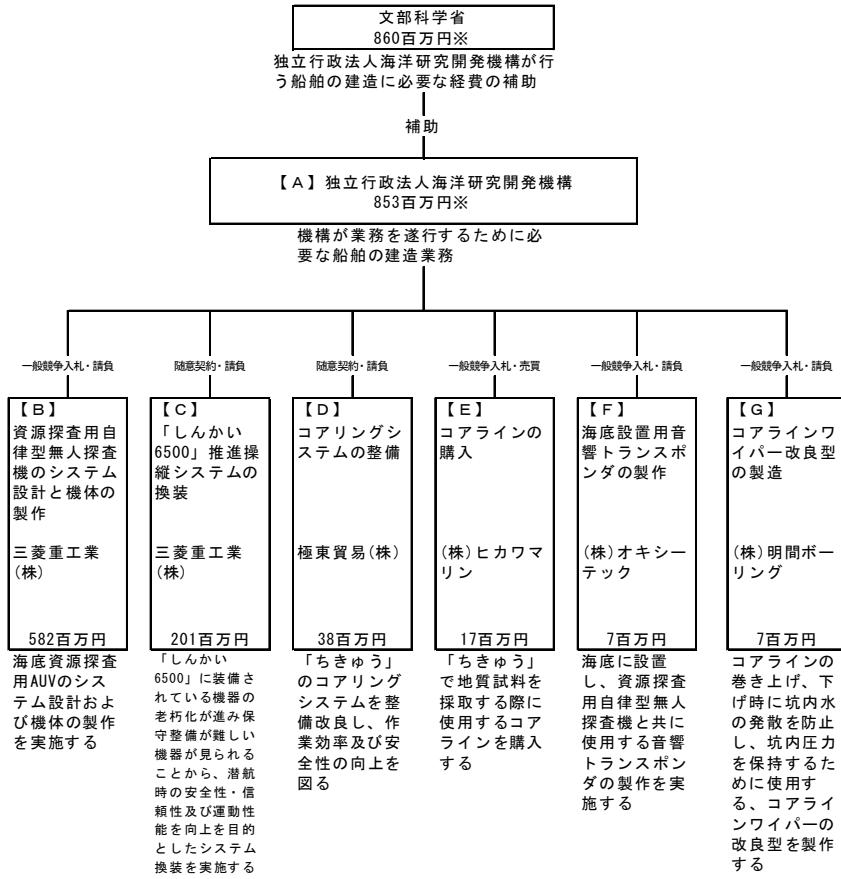 文部科学省
860百万円※
独立行政法人海洋研究開発機構が行
う船舶の建造に必要な経費の補助
補助
【A】独立行政法人海洋研究開発機構
853百万円※
機構が業務を遂行するために必
要な船舶の建造業務
一般競争入札・請負
随意契約・請負
随意契約・請負
一般競争入札・売買
一般競争入札・請負
一般競争入札・請負
【B】
資源探査用自
律型無人探査
機のシステム
設計と機体の
製作
三菱重工業
(株)
582百万円
海底資源探査
用AUVのシス
テム設計およ
び機体の製作
を実施する
【C】
「しんかい
6500」推進操
縦システムの
換装
三菱重工業
(株)
201百万円
「しんかい
6500」に装備さ
れている機器の
老朽化が進み保
守整備が難しい
機器が見られる
ことから、潜航
時の安全性・信
頼性及び運動性
能を向上を目的
としたシステム
換装を実施する
【D】
コアリングシ
ステムの整備
極東貿易(株)
38百万円
「ちきゅう」
のコアリング
システムを整
備改良し、作
業効率及び安
全性の向上を
図る
【E】
コアラインの
購入
(株)ヒカワマ
リン
17百万円
「ちきゅう」
で地質試料を
採取する際に
使用するコア
ラインを購入
する
【F】
海底設置用音
響トランスポ
ンダの製作
(株)オキシー
テック
7百万円
海底に設置
し、資源探査
用自律型無人
探査機と共に
使用する音響
トランスポン
ダの製作を実
施する
【G】
コアラインワ
イパー改良型
の製造
(株)明間ボー
リング
7百万円
コアラインの
巻き上げ、下
げ時に坑内水
の発散を防止
し、坑内圧力
を保持するた
めに使用す
る、コアライ
ンワイパーの
改良型を製作
する